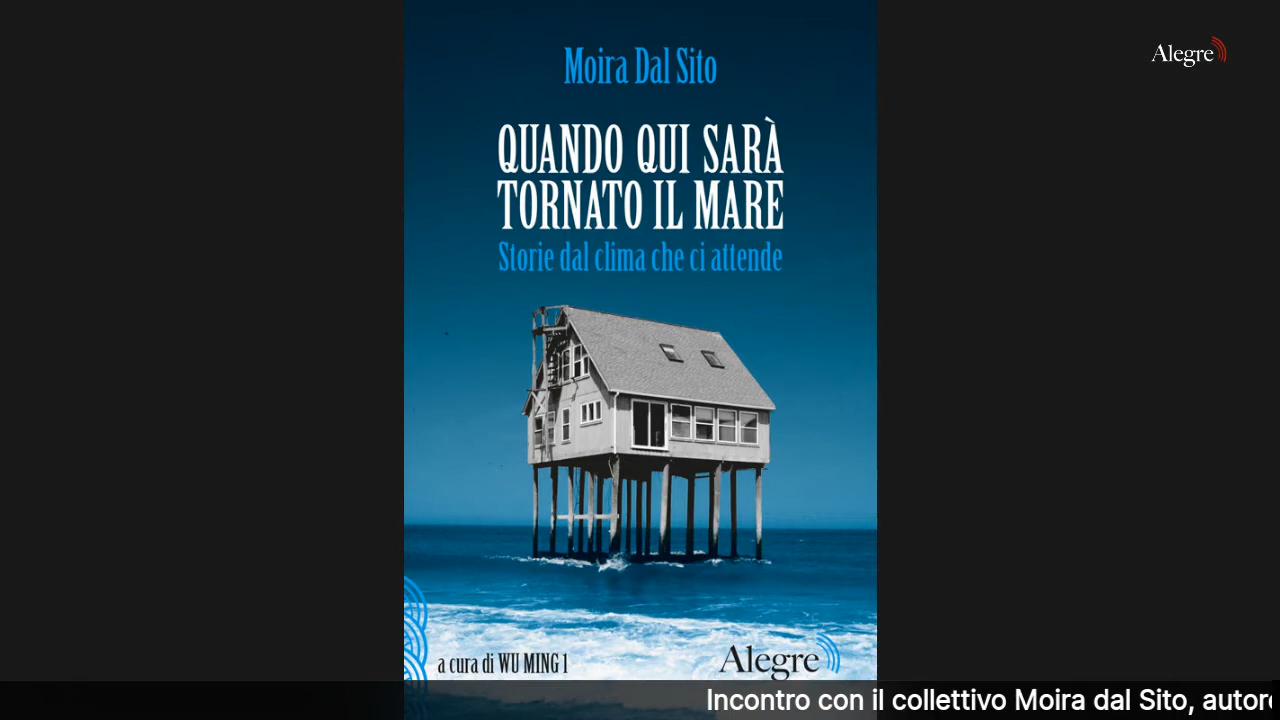 Alegre
Moira Dal Sito
QUANDO QUI SARÀ
TORNATO IL MARE
Storie dal clima che ci attende
a cura di WU MING 1
Alegre
Incontro con il collettivo Moira dal Sito,